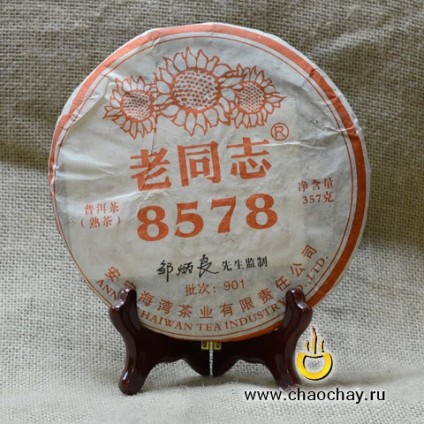 老同志®
8578
普洱茶
(熟茶)
净含量
357克
邹炳良先生监制
批次：901
安宁海湾茶业有限责任公司
HAIWAN TEA INDUSTRY
LTD.
www.chaochay.ru